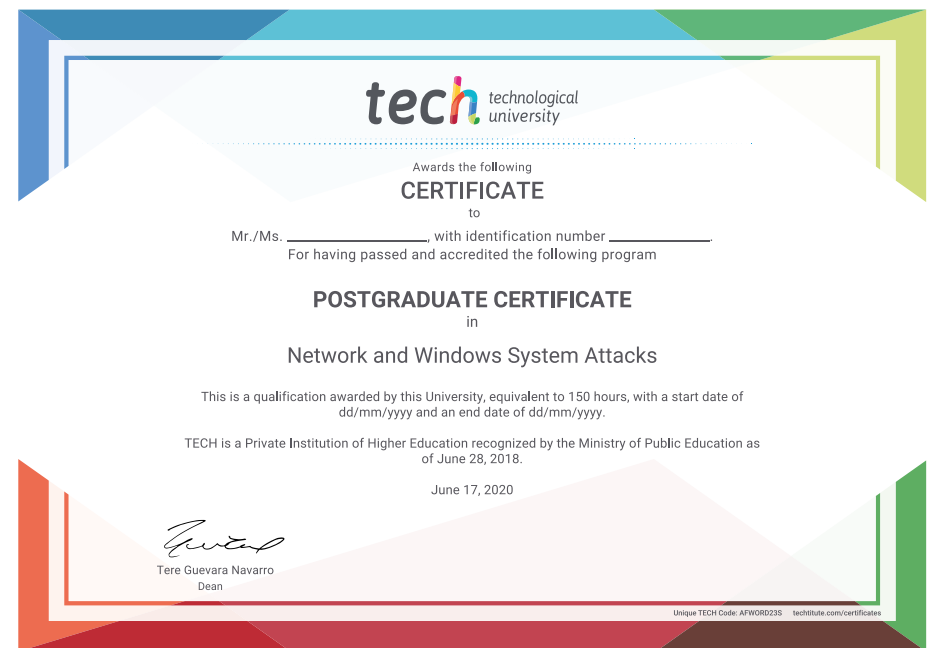 tech technological
university
Awards the following
CERTIFICATE
to
Mr./Ms. ____________________, with identification number ______________.
For having passed and accredited the following program
POSTGRADUATE CERTIFICATE
in
Network and Windows System Attacks
This is a qualification awarded by this University, equivalent to 150 hours, with a start date of
dd/mm/yyyy and an end date of dd/mm/yyyy.
TECH is a Private Institution of Higher Education recognized by the Ministry of Public Education as
of June 28, 2018.
June 17, 2020
Tere Guevara Navarro
Dean
Unique TECH Code: AFWORD23S techtitute.com/certificates